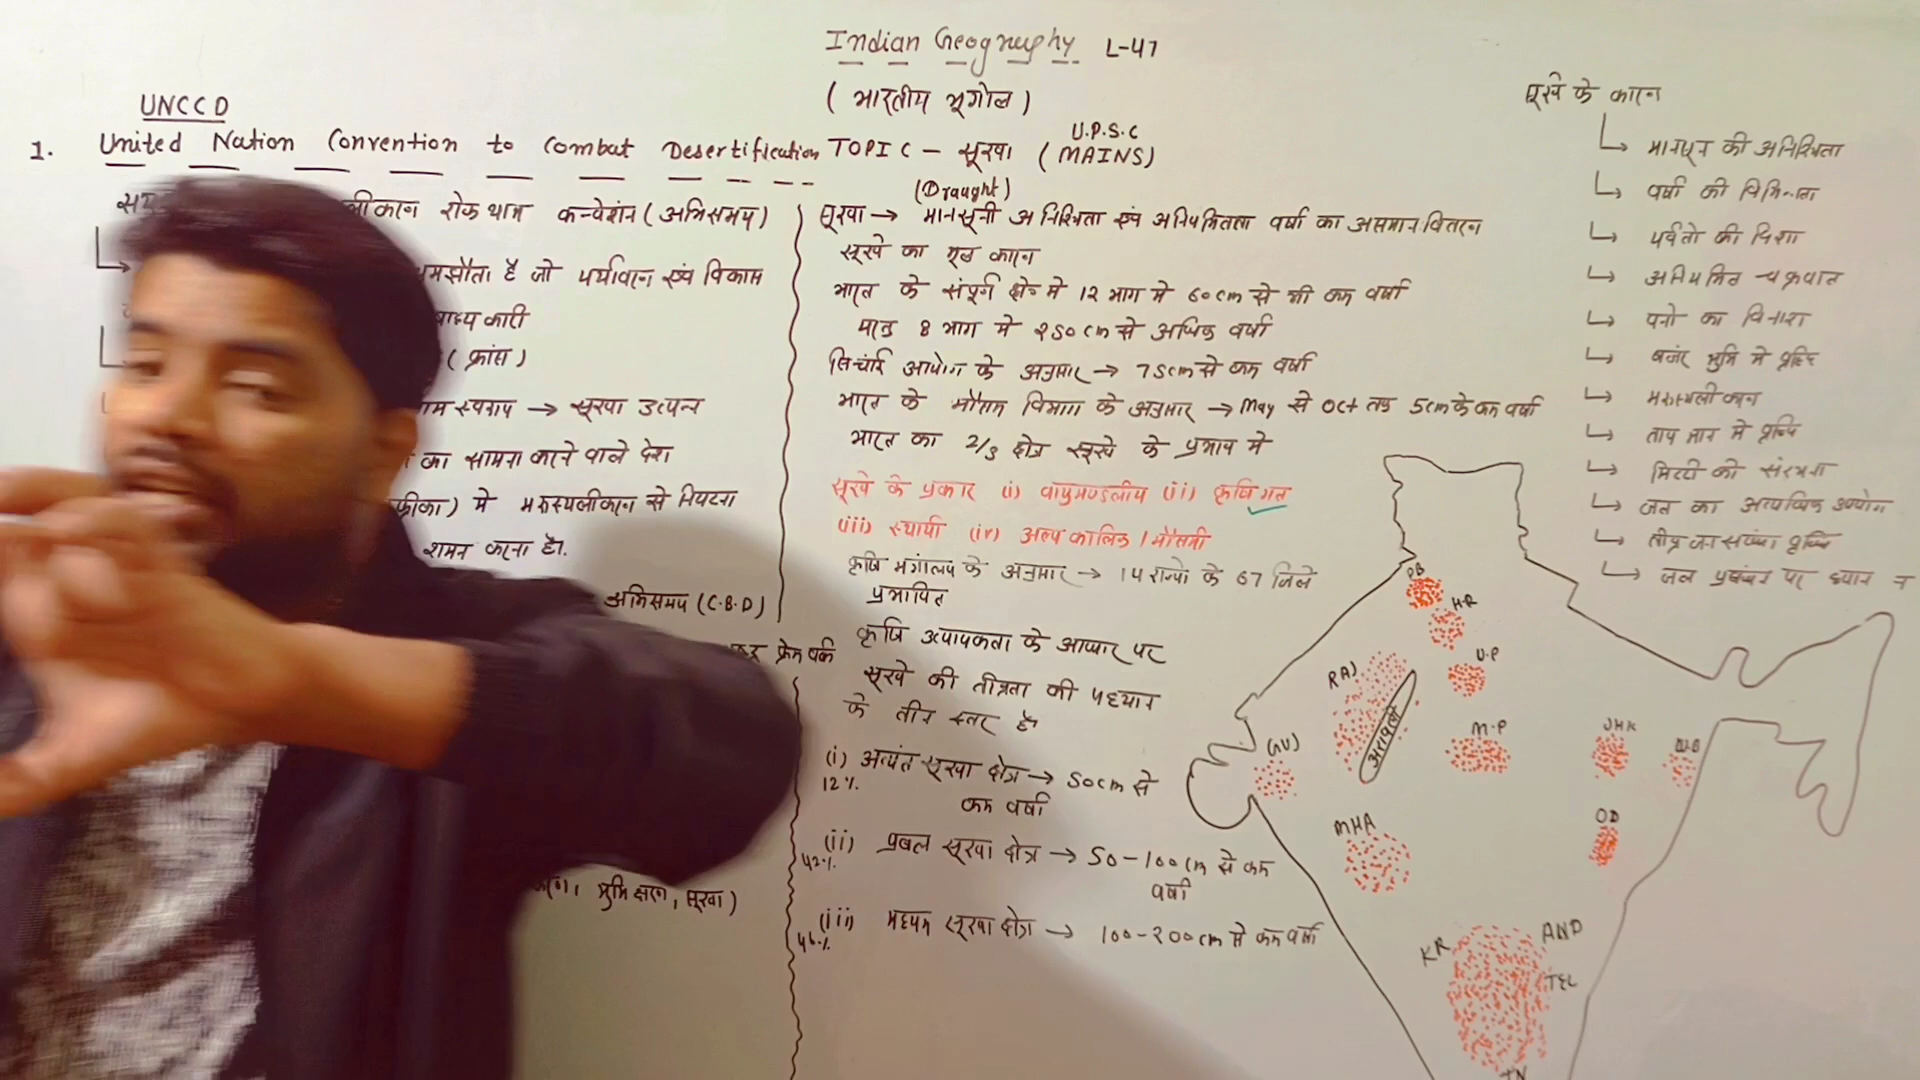 Indian Geography L-47
(भारतीय भूगोल)
UNCCD
1. United Nation Convention to Combat Desertification
TOPIC - सूखा (U.P.S.C MAINS)
(Draught)
रोकथाम कन्वेशन (अभिसमय)
समझौता है जो पर्यावरण एवं विकास
बाध्यकारी
(फ्रांस)
→ सूखा उत्पन्न
का सामना करने वाले देश
में मरुस्थलीकरण से निपटना
शमन करना है।
अभिसमय (C.B.D)
फ्रेमवर्क
भूमि क्षरण, सूखा)
सूखा → मानसूनी अनिश्चितता एवं अनियमितता वर्षा का असमान वितरण
सूखे का मूल कारण
भारत के संपूर्ण क्षेत्र में 12 भाग में 60cm से भी कम वर्षा
मात्र 8 भाग में 250cm से अधिक वर्षा
सिंचाई आयोग के अनुसार → 75cm से कम वर्षा
भारत के मौसम विभाग के अनुसार → May से Oct तक 5cm के कम वर्षा
भारत का 2/3 क्षेत्र सूखे के प्रभाव में
सूखे के प्रकार (i) वायुमण्डलीय (ii) कृषिगत
(iii) स्थायी (iv) अल्पकालिक / मौसमी
कृषि मंत्रालय के अनुसार → 14 राज्यों के 67 जिले
प्रभावित
कृषि उत्पादकता के आधार पर
सूखे की तीव्रता की पहचान
के तीन स्तर है
(i) अत्यंत सूखा क्षेत्र → 50cm से
12%
कम वर्षा
(ii) प्रबल सूखा क्षेत्र → 50-100cm से कम
42%
वर्षा
(iii) मध्यम सूखा क्षेत्र → 100-200cm से कम वर्षा
46%
सूखे के कारण
मानसून की अनिश्चितता
वर्षा की विभिन्नता
पर्वतो की दिशा
अनियमित चक्रवात
वनो का विनाश
बंजर भूमि में वृद्धि
मरुस्थलीकरण
तापमान में वृद्धि
मिट्टी की संरचना
जल का अत्यधिक उपयोग
तीव्र जनसंख्या वृद्धि
जल प्रबंधन पर ध्यान न
PB
HR
U.P
RAJ
अरावली
GUJ
M.P
JHK
W.B
MHA
OD
KR
AND
TEL
TN